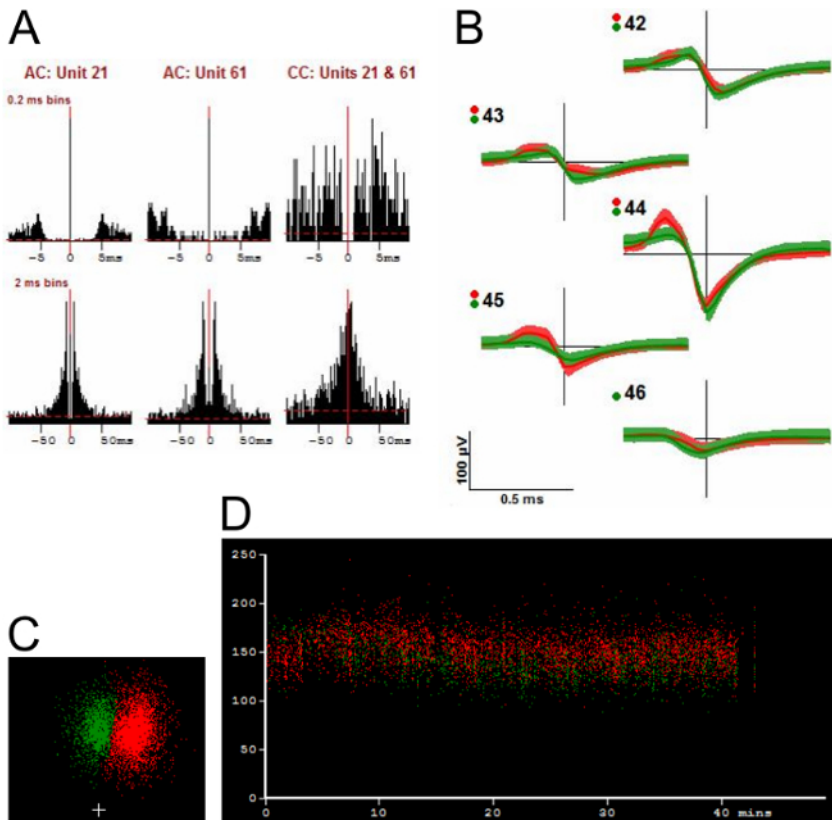 A
AC: Unit 21 AC: Unit 61 CC: Units 21 & 61
0.2 ms bins
-5 0 5ms -5 0 5ms -5 0 5ms
2 ms bins
-50 0 50ms -50 0 50ms -50 0 50ms
B
42
43
44
45
46
100 µV
0.5 ms
C
D
250
200
150
100
50
0
0 10 20 30 40 mins